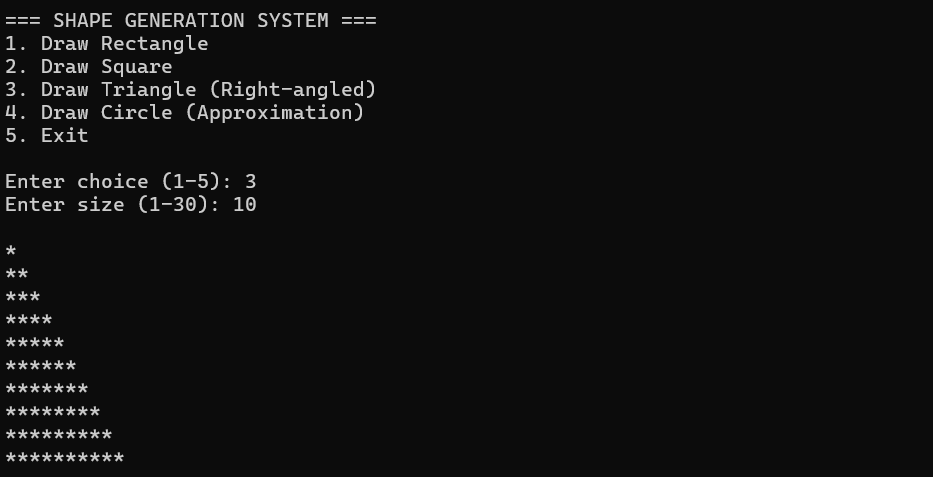 === SHAPE GENERATION SYSTEM ===
1. Draw Rectangle
2. Draw Square
3. Draw Triangle (Right-angled)
4. Draw Circle (Approximation)
5. Exit
Enter choice (1-5): 3
Enter size (1-30): 10
*
**
***
****
*****
******
*******
********
*********
**********